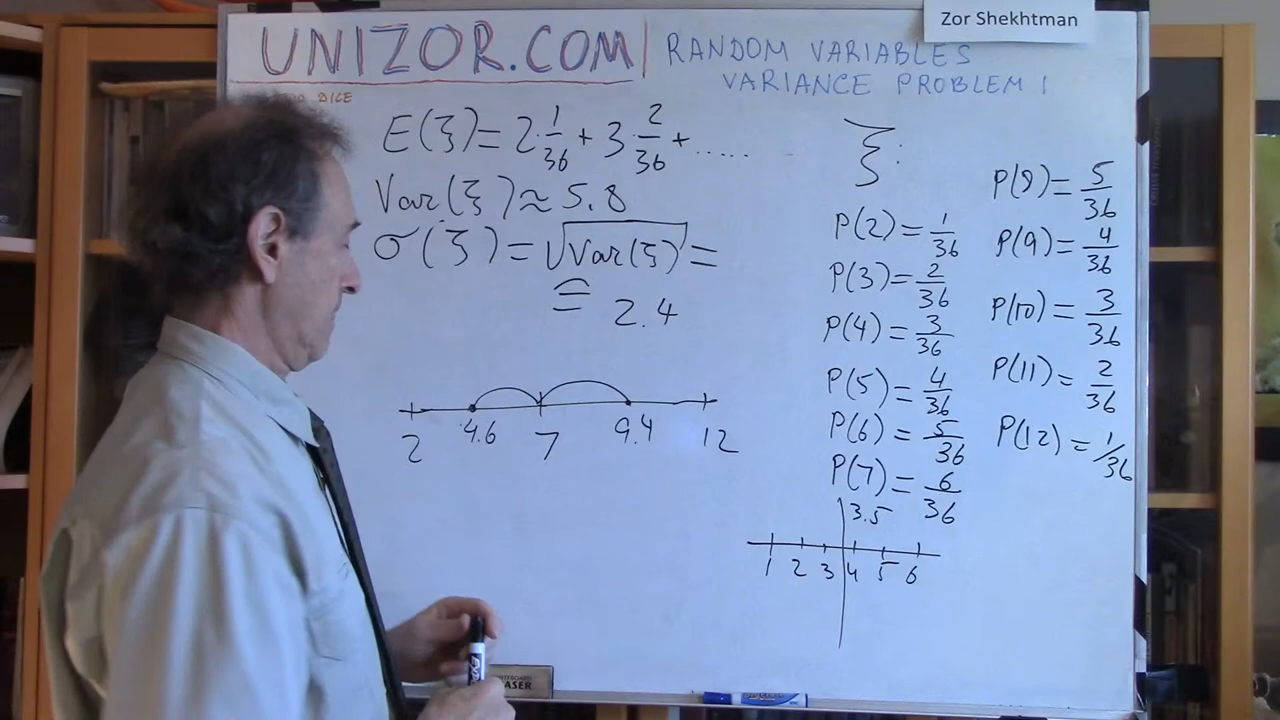 Zor Shekhtman
UNIZOR.COM
RANDOM VARIABLES
VARIANCE PROBLEM 1
DICE
E(ξ) = 2·1/36 + 3·2/36 + .....
Var(ξ) ≈ 5.8
σ(ξ) = √Var(ξ) =
≅ 2.4
2 4.6 7 9.4 12
ξ:
P(2) = 1/36
P(3) = 2/36
P(4) = 3/36
P(5) = 4/36
P(6) = 5/36
P(7) = 6/36
P(8) = 5/36
P(9) = 4/36
P(10) = 3/36
P(11) = 2/36
P(12) = 1/36
3.5
1 2 3 4 5 6